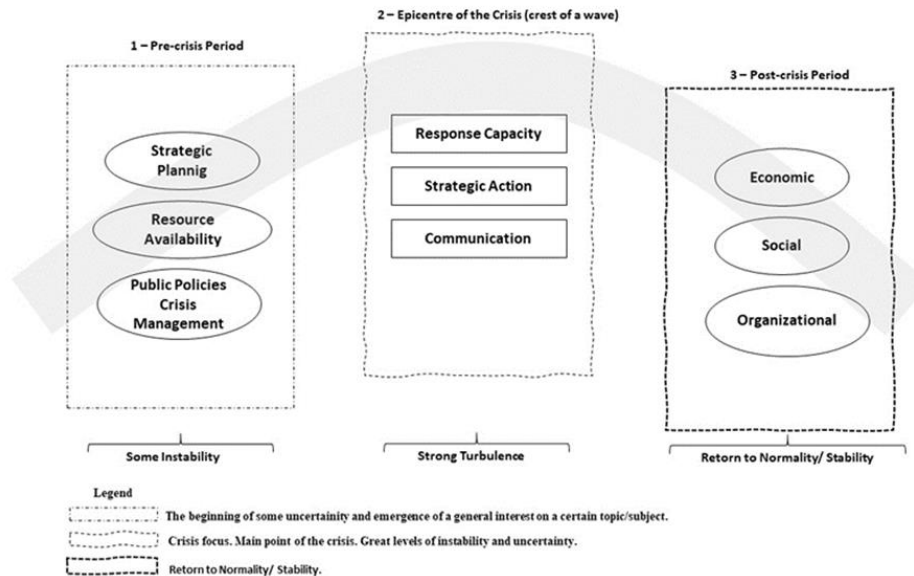 2 – Epicentre of the Crisis (crest of a wave)
1 – Pre-crisis Period
3 – Post-crisis Period
Strategic
Plannig
Resource
Availability
Public Policies
Crisis
Management
Response Capacity
Strategic Action
Communication
Economic
Social
Organizational
Some Instability
Strong Turbulence
Return to Normality/ Stability
Legend
The beginning of some uncertainity and emergence of a general interest on a certain topic/subject.
Crisis focus. Main point of the crisis. Great levels of instability and uncertainty.
Return to Normality/ Stability.